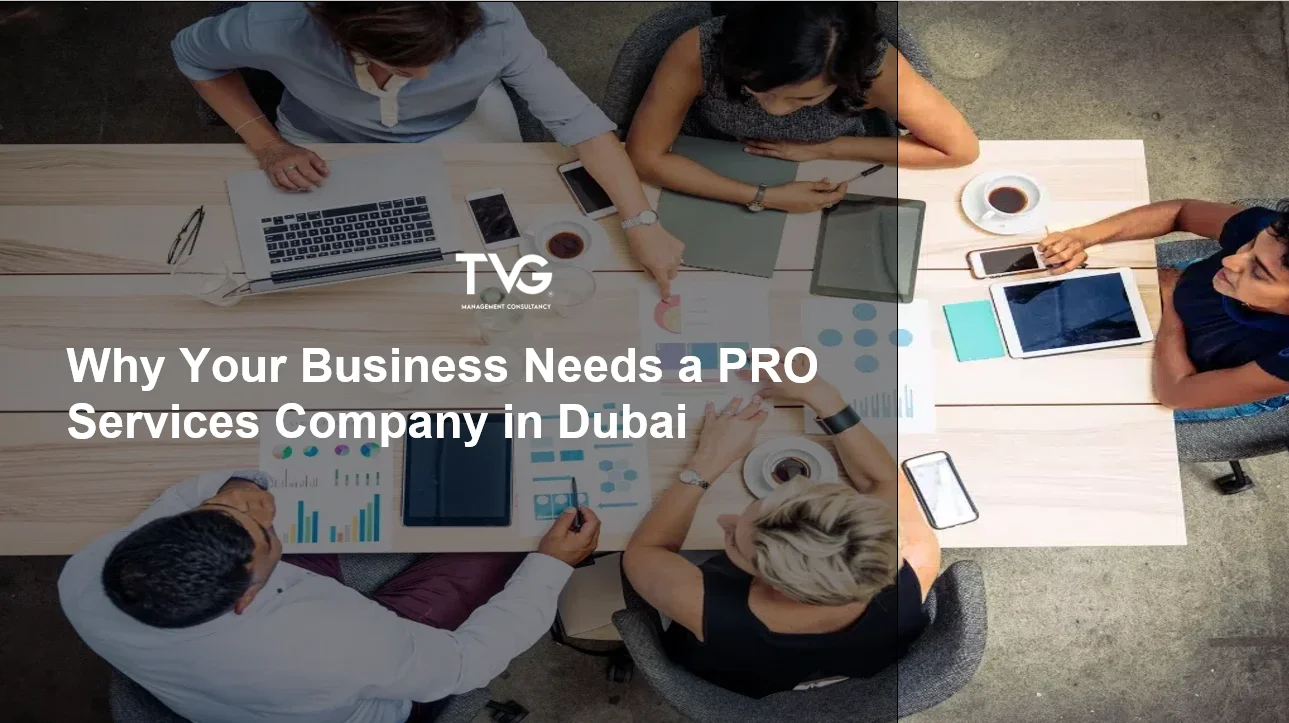 TVG
MANAGEMENT CONSULTANCY
Why Your Business Needs a PRO
Services Company in Dubai